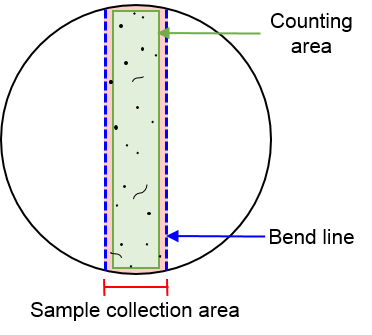 Counting
area
Bend line
Sample collection area